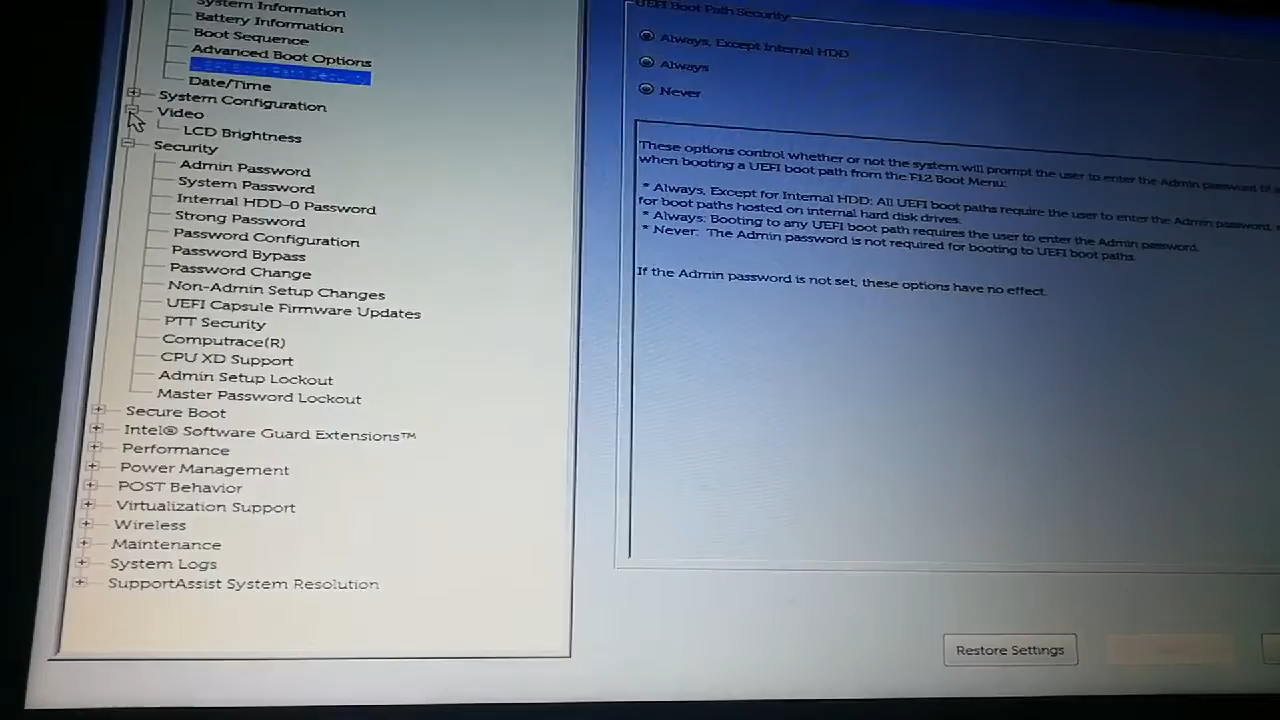 System Information
Battery Information
Boot Sequence
Advanced Boot Options
Date/Time
System Configuration
Video
LCD Brightness
Security
Admin Password
System Password
Internal HDD-0 Password
Strong Password
Password Configuration
Password Bypass
Password Change
Non-Admin Setup Changes
UEFI Capsule Firmware Updates
PTT Security
Computrace(R)
CPU XD Support
Admin Setup Lockout
Master Password Lockout
Secure Boot
Intel® Software Guard Extensions™
Performance
Power Management
POST Behavior
Virtualization Support
Wireless
Maintenance
System Logs
SupportAssist System Resolution
UEFI Boot Path Security
Always, Except Internal HDD
Always
Never
These options control whether or not the system will prompt the user to enter the Admin password (if
when booting a UEFI boot path from the F12 Boot Menu:
* Always, Except for Internal HDD: All UEFI boot paths require the user to enter the Admin password,
for boot paths hosted on internal hard disk drives.
* Always: Booting to any UEFI boot path requires the user to enter the Admin password.
* Never: The Admin password is not required for booting to UEFI boot paths.
If the Admin password is not set, these options have no effect.
Restore Settings